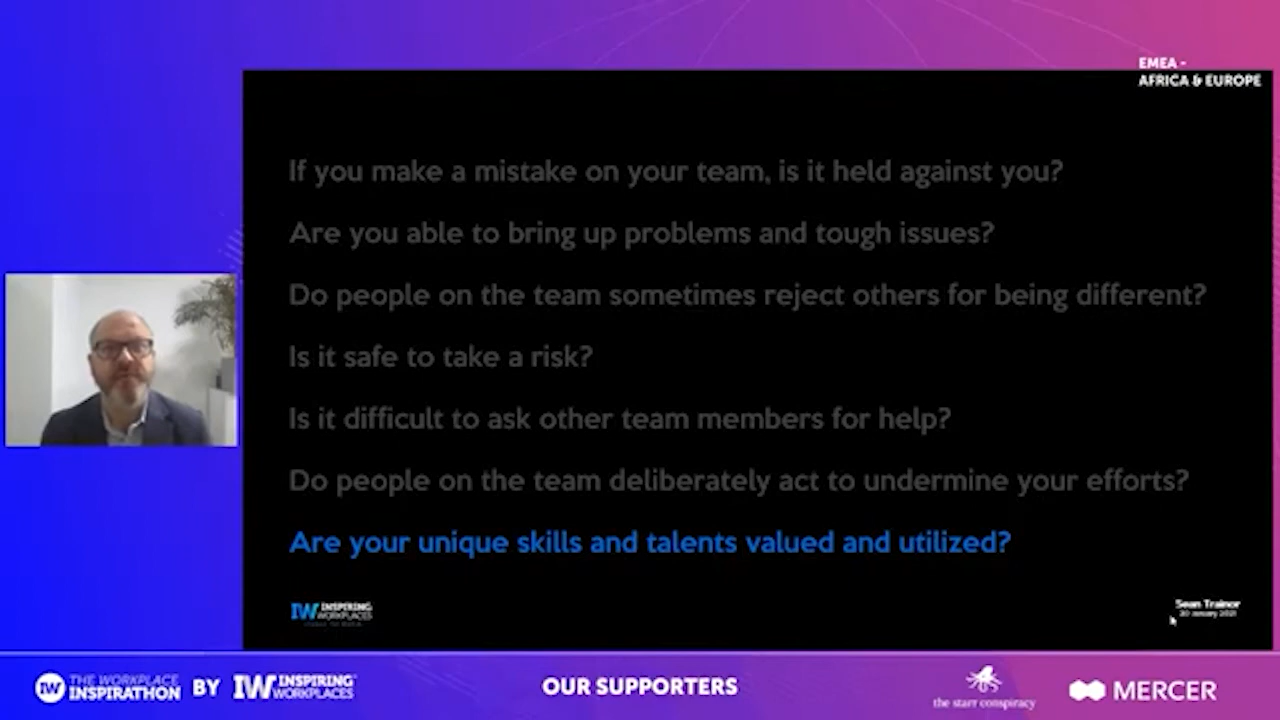 EMEA -
AFRICA & EUROPE
If you make a mistake on your team, is it held against you?
Are you able to bring up problems and tough issues?
Do people on the team sometimes reject others for being different?
Is it safe to take a risk?
Is it difficult to ask other team members for help?
Do people on the team deliberately act to undermine your efforts?
Are your unique skills and talents valued and utilized?
IW INSPIRING
WORKPLACES
Sean Trainor
20 January 2021
IW THE WORKPLACE
INSPIRATHON BY IW INSPIRING
WORKPLACES
OUR SUPPORTERS
the starr conspiracy
MERCER